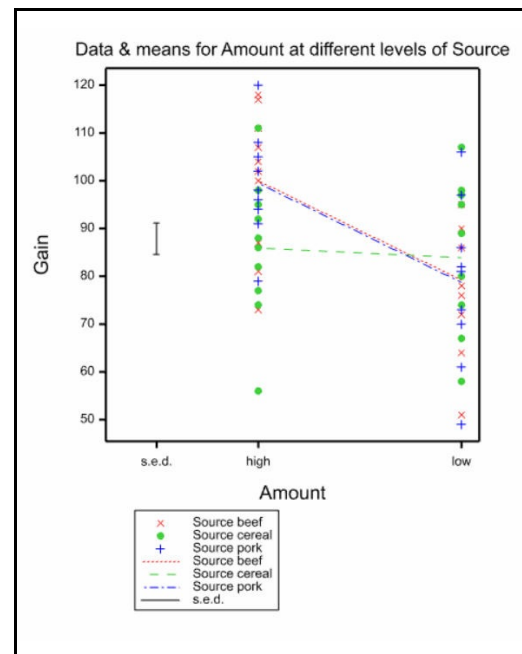 Data & means for Amount at different levels of Source
120
110
100
90
80
70
60
50
Gain
s.e.d.
high
low
Amount
Source beef
Source cereal
Source pork
Source beef
Source cereal
Source pork
s.e.d.